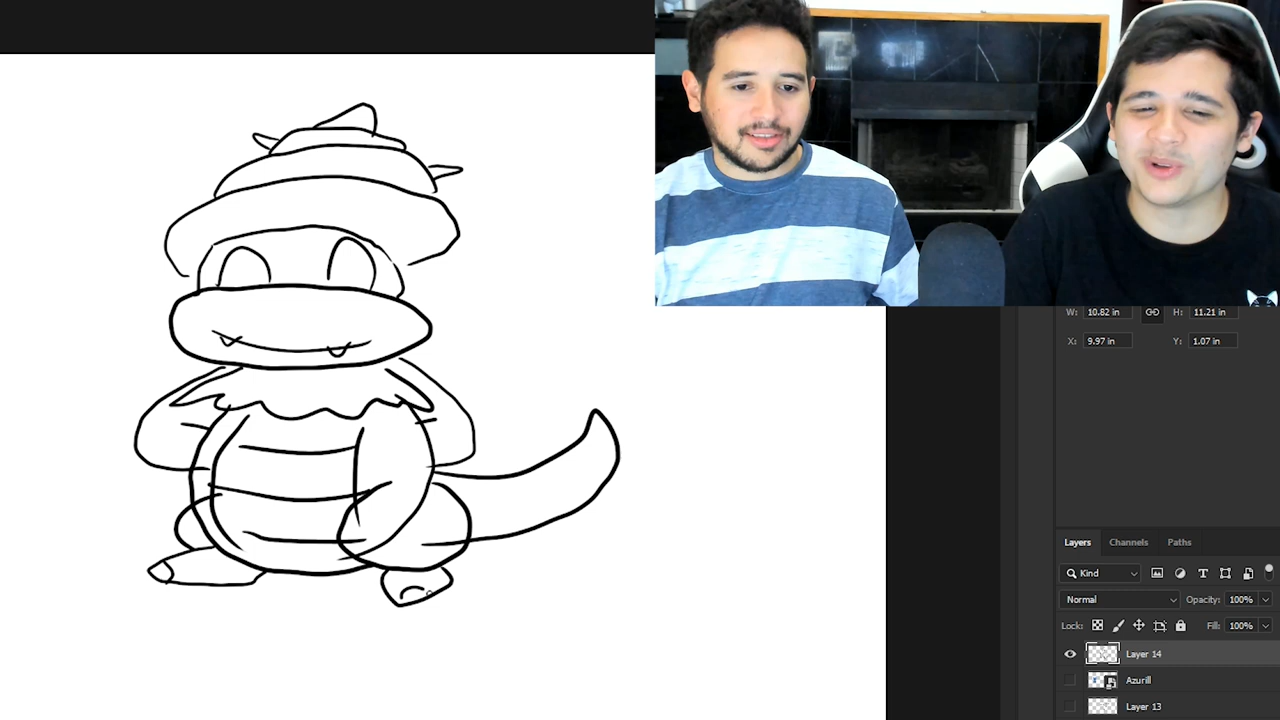 W: 10.82 in H: 11.21 in
X: 9.97 in Y: 1.07 in
Layers Channels Paths
Kind
Normal Opacity: 100%
Lock: Fill: 100%
Layer 14
Azurill
Layer 13